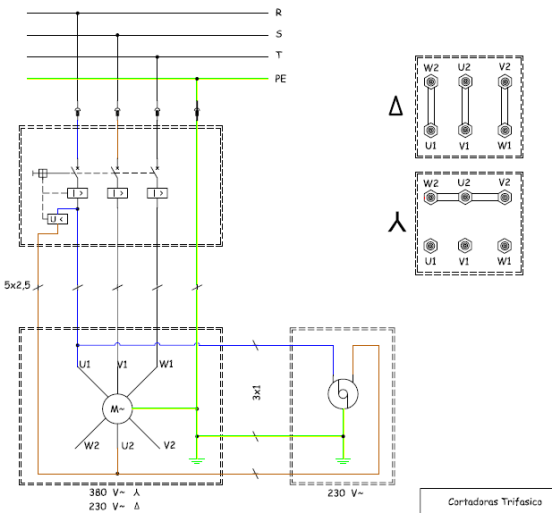 R
S
T
PE
I >
I >
I >
U <
5x2,5
U1
V1
W1
M~
W2
U2
V2
3x1
380 V~ ⅄
230 V~ Δ
230 V~
Δ
W2 U2 V2
U1 V1 W1
⅄
W2 U2 V2
U1 V1 W1
Cortadoras Trifasico